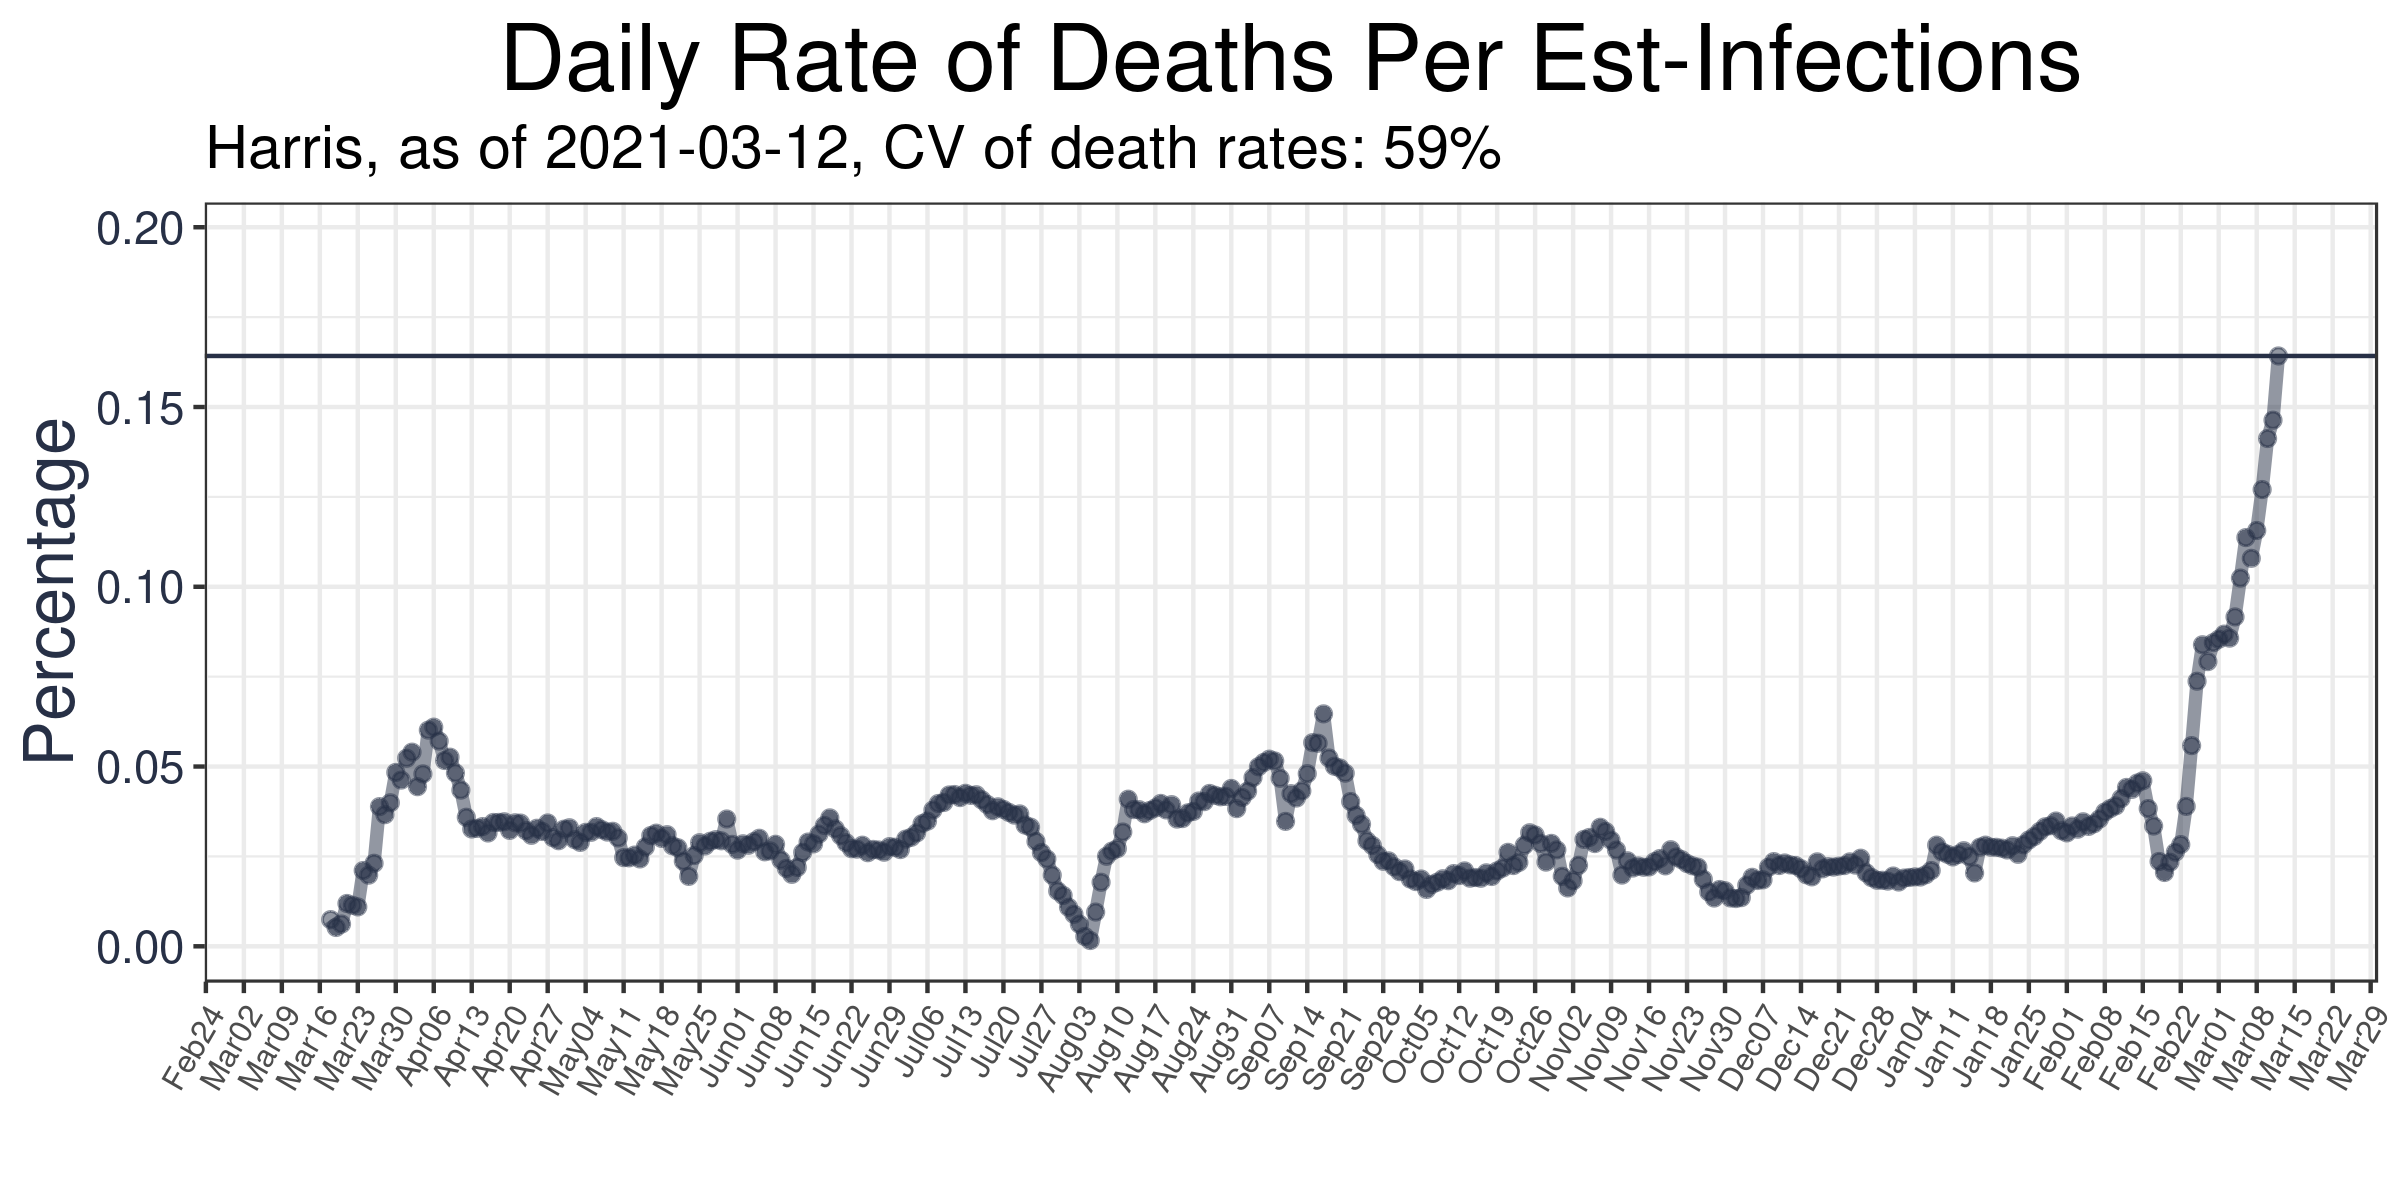 Daily Rate of Deaths Per Est-Infections
Harris, as of 2021-03-12, CV of death rates: 59%
Percentage
0.20
0.15
0.10
0.05
0.00
Feb24
Mar02
Mar09
Mar16
Mar23
Mar30
Apr06
Apr13
Apr20
Apr27
May04
May11
May18
May25
Jun01
Jun08
Jun15
Jun22
Jun29
Jul06
Jul13
Jul20
Jul27
Aug03
Aug10
Aug17
Aug24
Aug31
Sep07
Sep14
Sep21
Sep28
Oct05
Oct12
Oct19
Oct26
Nov02
Nov09
Nov16
Nov23
Nov30
Dec07
Dec14
Dec21
Dec28
Jan04
Jan11
Jan18
Jan25
Feb01
Feb08
Feb15
Feb22
Mar01
Mar08
Mar15
Mar22
Mar29